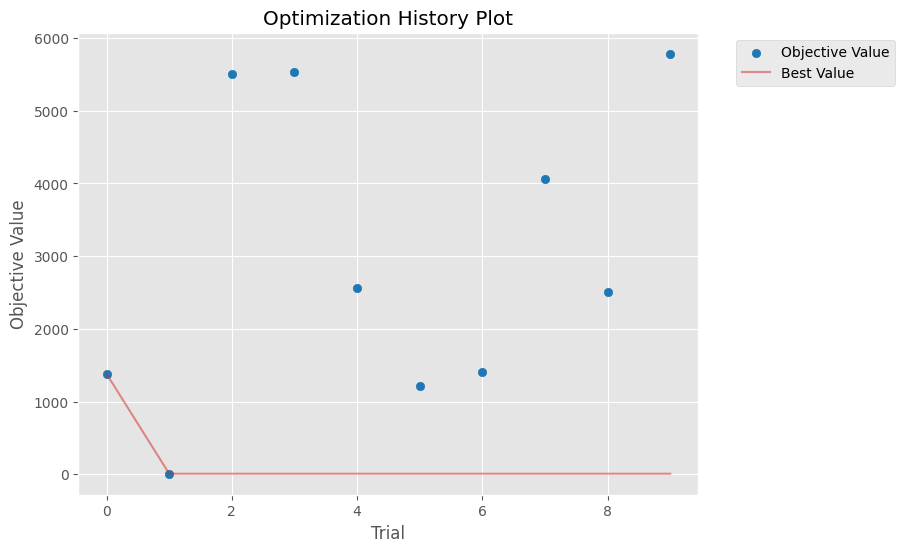 Optimization History Plot
Objective Value
Best Value
6000
5000
4000
3000
2000
1000
0
Objective Value
0 2 4 6 8
Trial